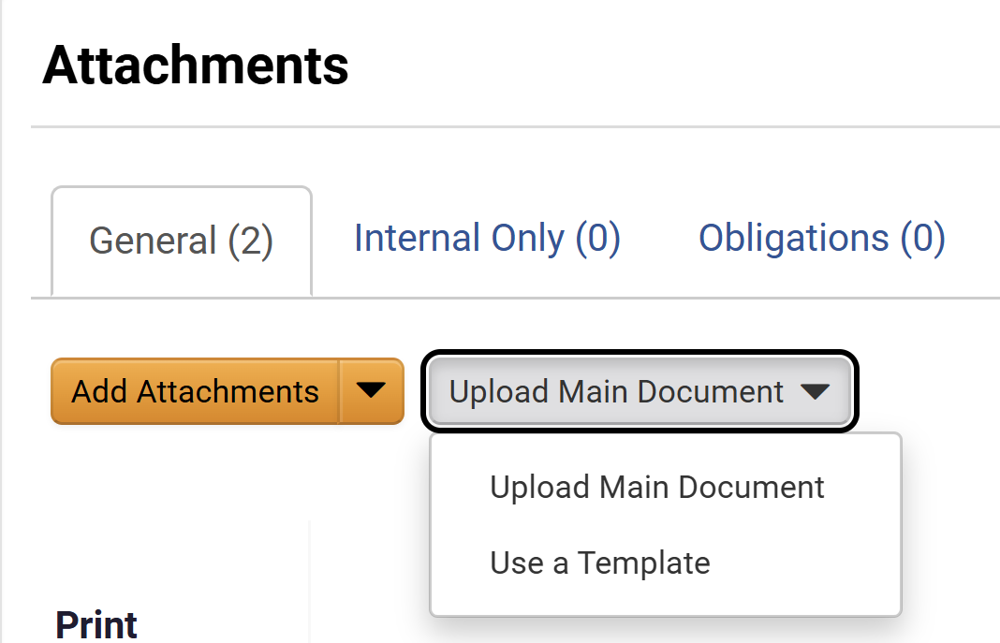 Attachments
General (2) Internal Only (0) Obligations (0)
Add Attachments Upload Main Document
Upload Main Document
Use a Template
Print